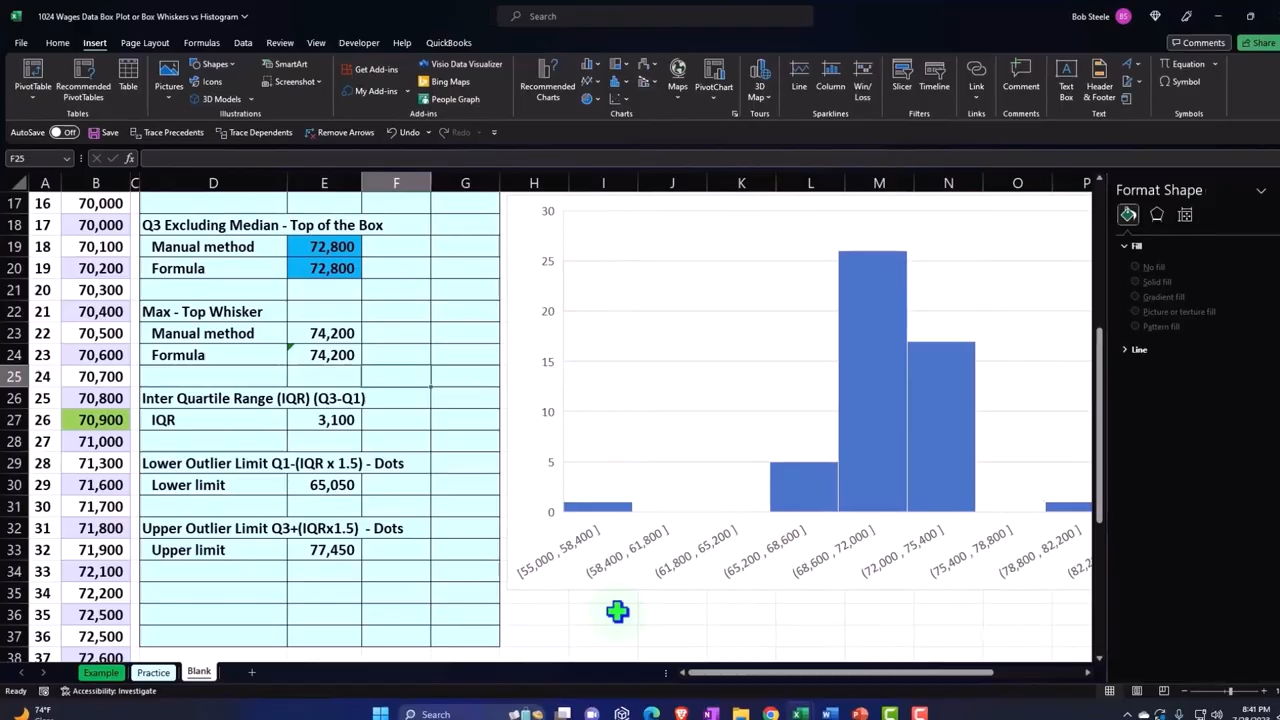 1024 Wages Data Box Plot or Box Whiskers vs Histogram
Search
Bob Steele
BS
File Home Insert Page Layout Formulas Data Review View Developer Help QuickBooks
Comments
Share
PivotTable
Recommended PivotTables
Table
Tables
Pictures
Shapes
Icons
3D Models
SmartArt
Screenshot
Illustrations
Get Add-ins
My Add-ins
Visio Data Visualizer
Bing Maps
People Graph
Add-ins
Recommended Charts
Maps
PivotChart
Charts
3D Map
Tours
Line
Column
Win/ Loss
Sparklines
Slicer
Timeline
Filters
Link
Links
Comment
Comments
Text Box
Header & Footer
Text
Equation
Symbol
Symbols
AutoSave Off Save Trace Precedents Trace Dependents Remove Arrows Undo Redo
F25
fx
A B C D E F G H I J K L M N O P
17 16 70,000
18 17 70,000 Q3 Excluding Median - Top of the Box
19 18 70,100 Manual method 72,800
20 19 70,200 Formula 72,800
21 20 70,300
22 21 70,400 Max - Top Whisker
23 22 70,500 Manual method 74,200
24 23 70,600 Formula 74,200
25 24 70,700
26 25 70,800 Inter Quartile Range (IQR) (Q3-Q1)
27 26 70,900 IQR 3,100
28 27 71,000
29 28 71,300 Lower Outlier Limit Q1-(IQR x 1.5) - Dots
30 29 71,600 Lower limit 65,050
31 30 71,700
32 31 71,800 Upper Outlier Limit Q3+(IQRx1.5) - Dots
33 32 71,900 Upper limit 77,450
34 33 72,100
35 34 72,200
36 35 72,500
37 36 72,500
38 37 72,600
30
25
20
15
10
5
0
[55,000 , 58,400 ]
(58,400 , 61,800 ]
(61,800 , 65,200 ]
(65,200 , 68,600 ]
(68,600 , 72,000 ]
(72,000 , 75,400 ]
(75,400 , 78,800 ]
(78,800 , 82,200 ]
Format Shape
Fill
No fill
Solid fill
Gradient fill
Picture or texture fill
Pattern fill
Line
Example Practice Blank
Ready
Accessibility: Investigate
74°F
Search
8:41 PM